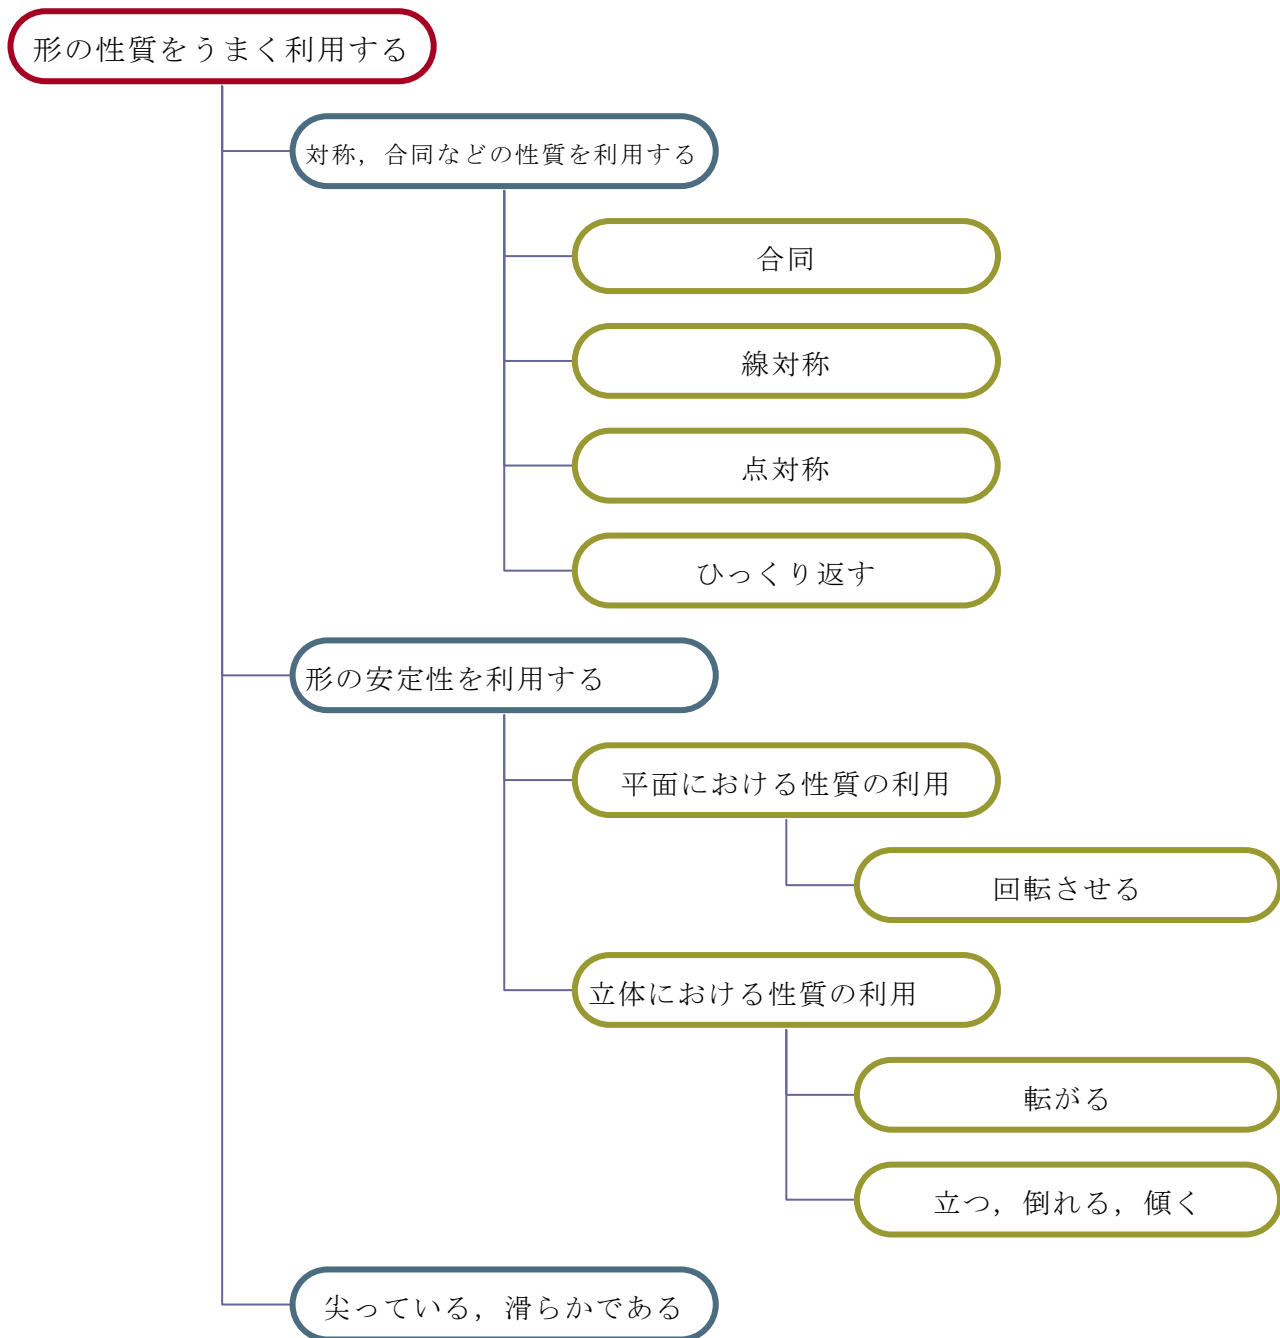 形の性質をうまく利用する
対称，合同などの性質を利用する
合同
線対称
点対称
ひっくり返す
形の安定性を利用する
平面における性質の利用
回転させる
立体における性質の利用
転がる
立つ，倒れる，傾く
尖っている，滑らかである